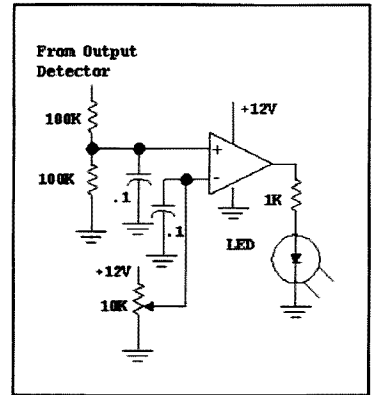 From Output
Detector
+12V
100K
+
100K
-
.1
1K
.1
LED
+12V
10K